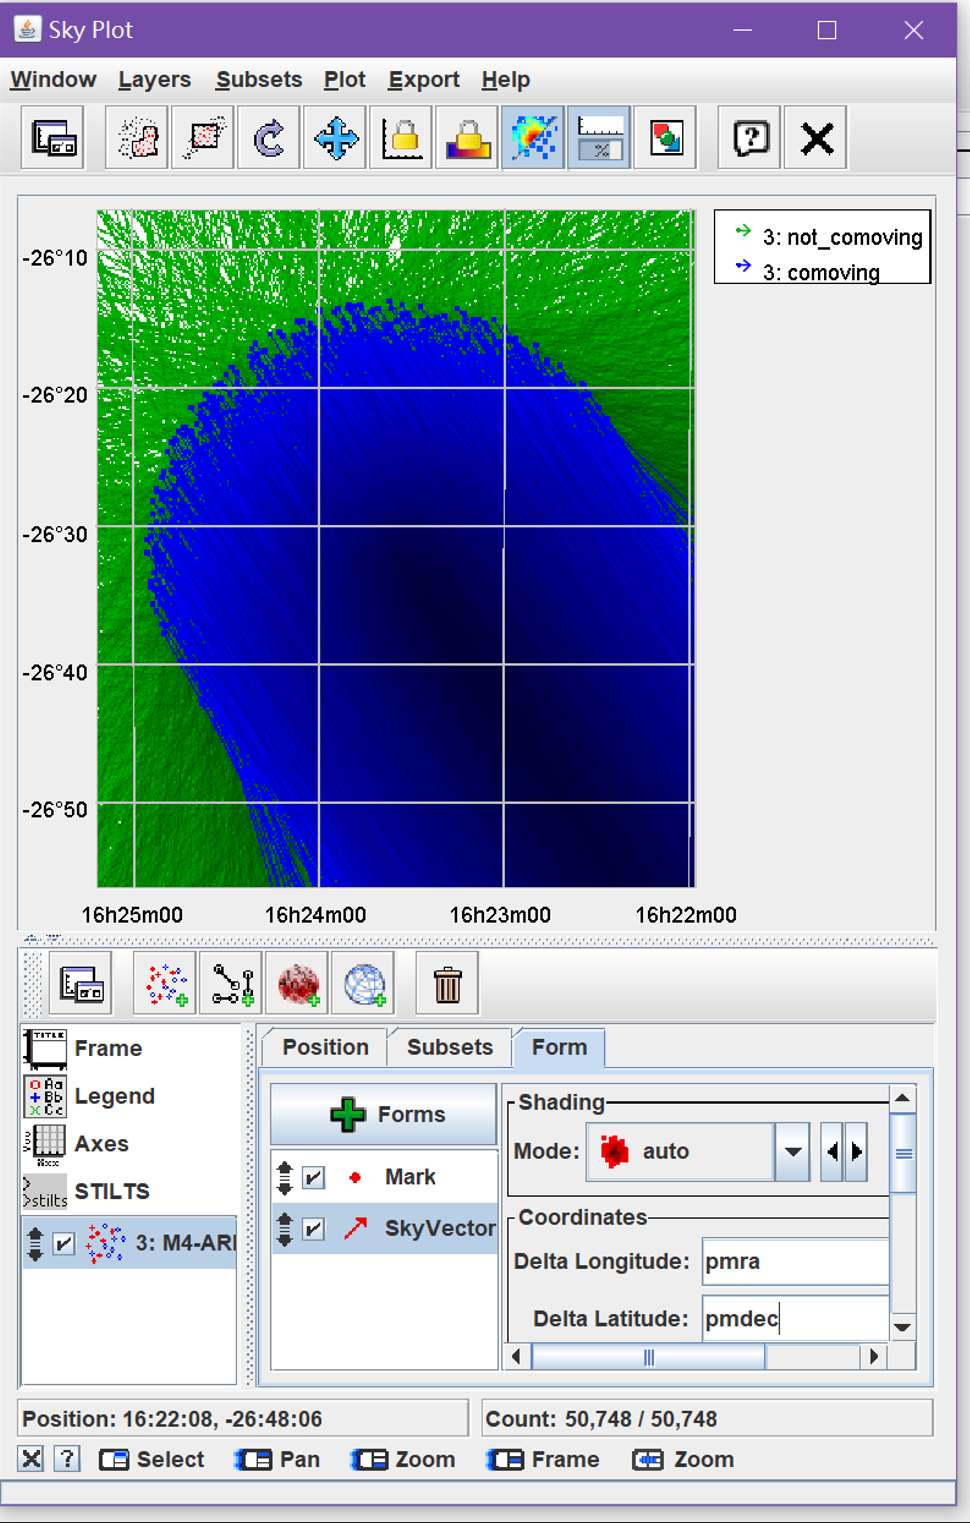 Sky Plot
Window Layers Subsets Plot Export Help
3: not_comoving
3: comoving
-26°10
-26°20
-26°30
-26°40
-26°50
16h25m00 16h24m00 16h23m00 16h22m00
Frame
Legend
Axes
STILTS
3: M4-ARI
Position Subsets Form
Forms
Mark
SkyVector
Shading
Mode: auto
Coordinates
Delta Longitude: pmra
Delta Latitude: pmdec
Position: 16:22:08, -26:48:06 Count: 50,748 / 50,748
Select Pan Zoom Frame Zoom